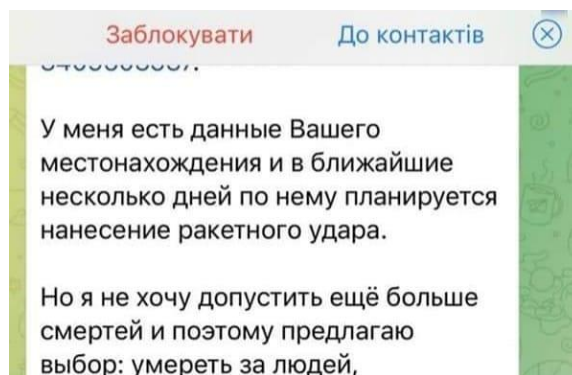 Заблокувати До контактів
У меня есть данные Вашего
местонахождения и в ближайшие
несколько дней по нему планируется
нанесение ракетного удара.
Но я не хочу допустить ещё больше
смертей и поэтому предлагаю
выбор: умереть за людей,